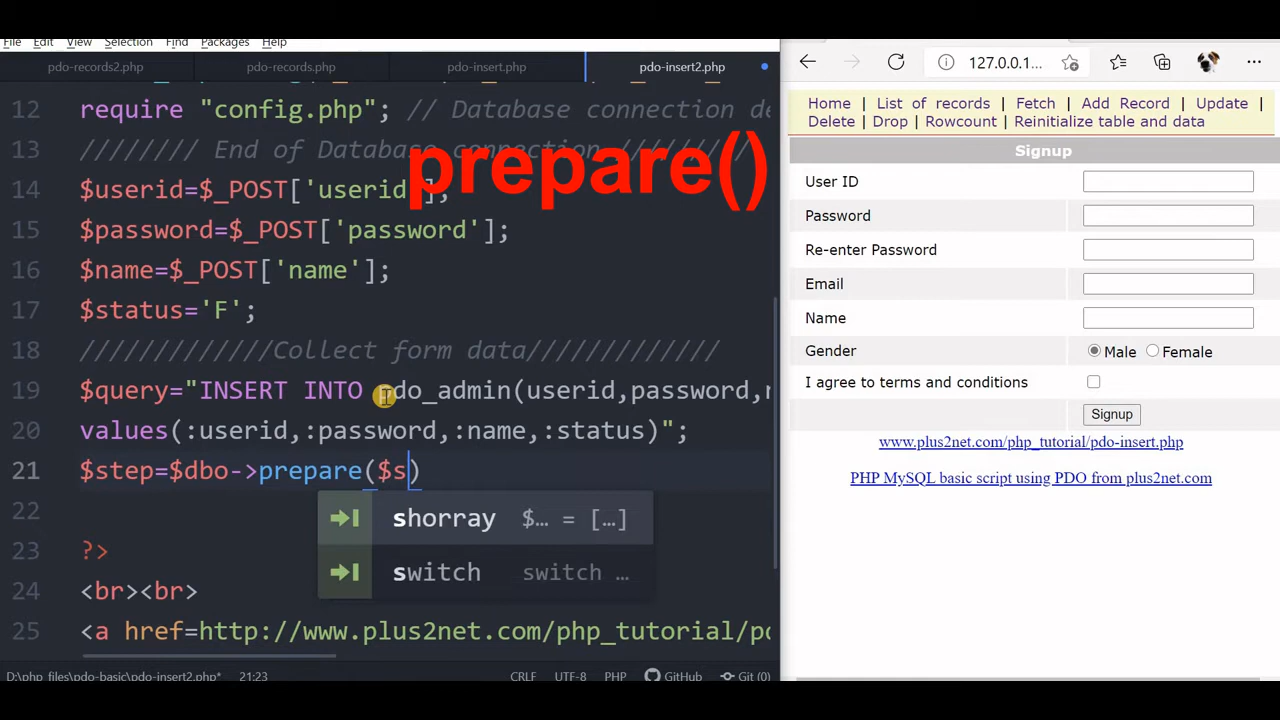 File Edit View Selection Find Packages Help
pdo-records2.php pdo-records.php pdo-insert.php pdo-insert2.php
12 require "config.php"; // Database connection de
13 //////// End of Database connection ////////
prepare()
14 $userid=$_POST['userid'];
15 $password=$_POST['password'];
16 $name=$_POST['name'];
17 $status='F';
18 /////////////Collect form data/////////////
19 $query="INSERT INTO pdo_admin(userid,password,n
20 values(:userid,:password,:name,:status)";
21 $step=$dbo->prepare($s)
shorray $… = […]
22
switch switch …
23 ?>
24 <br><br>
25 <a href=http://www.plus2net.com/php_tutorial/pd
D:\php_files\pdo-basic\pdo-insert2.php* 21:23 CRLF UTF-8 PHP GitHub Git (0)
127.0.0.1...
Home | List of records | Fetch | Add Record | Update |
Delete | Drop | Rowcount | Reinitialize table and data
Signup
User ID
Password
Re-enter Password
Email
Name
Gender Male Female
I agree to terms and conditions
Signup
www.plus2net.com/php_tutorial/pdo-insert.php
PHP MySQL basic script using PDO from plus2net.com